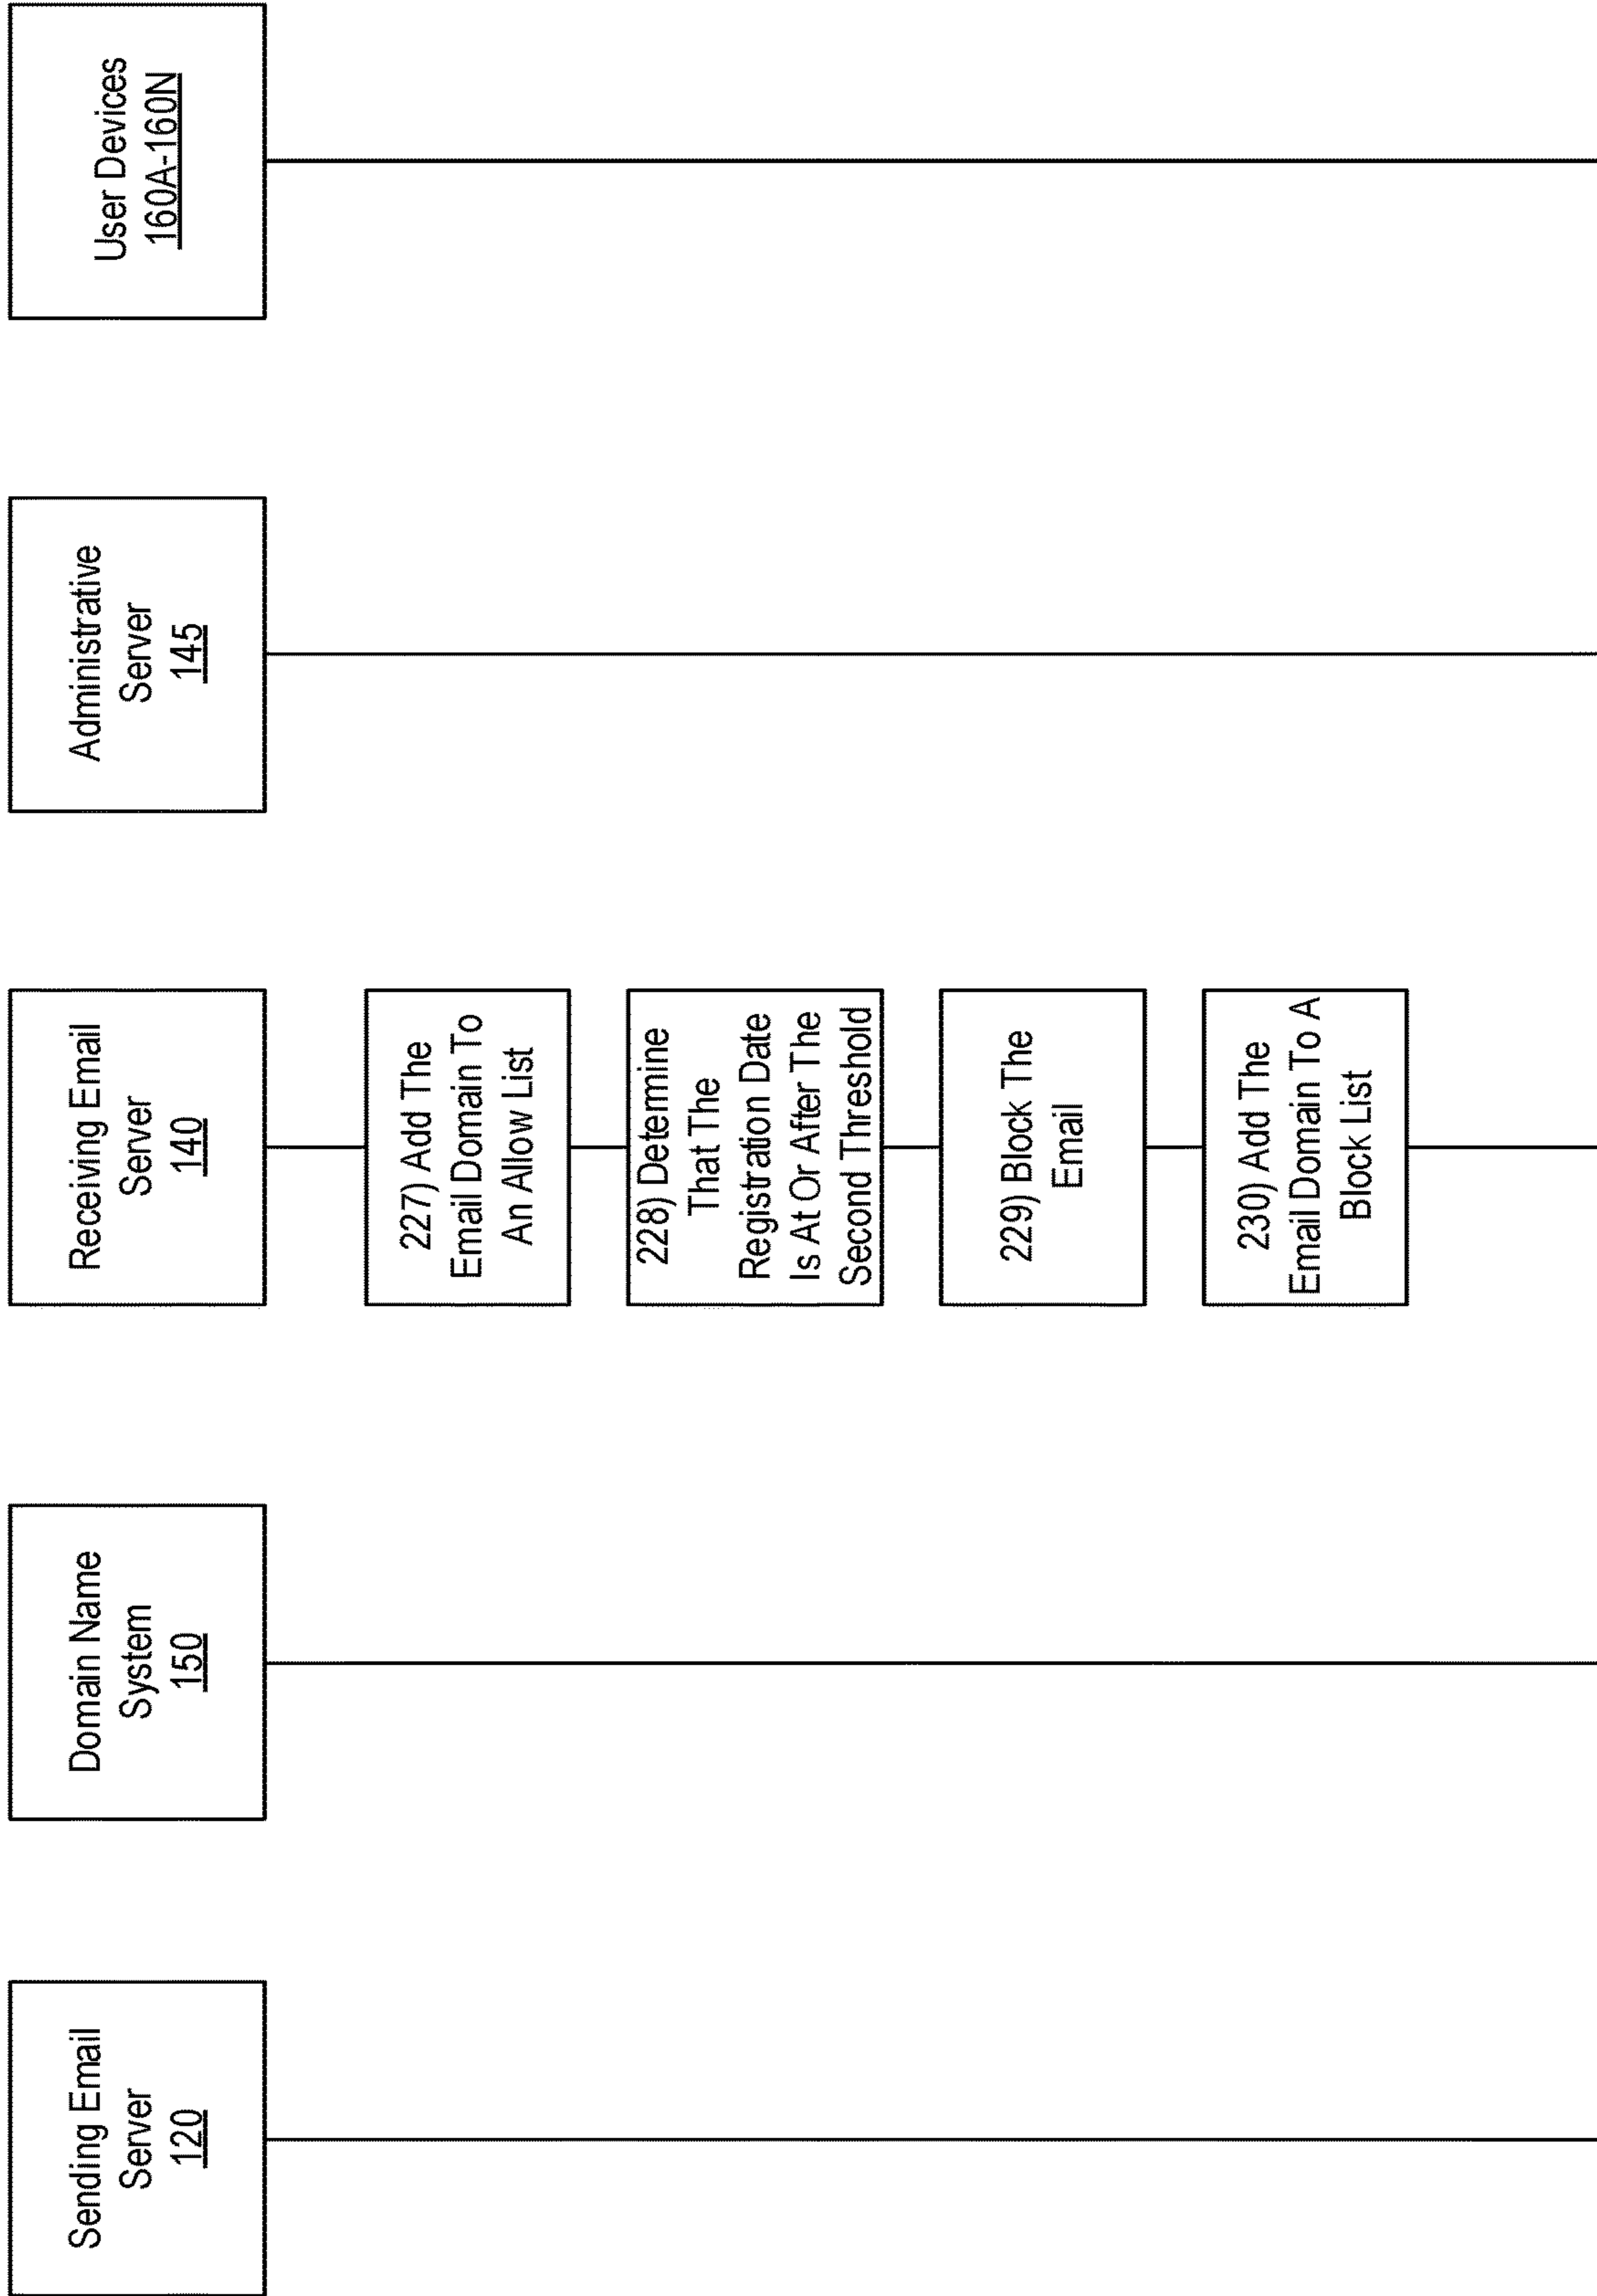 Sending Email
Server
120
Domain Name
System
150
Receiving Email
Server
140
Administrative
Server
145
User Devices
160A-160N
227) Add The
Email Domain To
An Allow List
228) Determine
That The
Registration Date
Is At Or After The
Second Threshold
229) Block The
Email
230) Add The
Email Domain To A
Block List